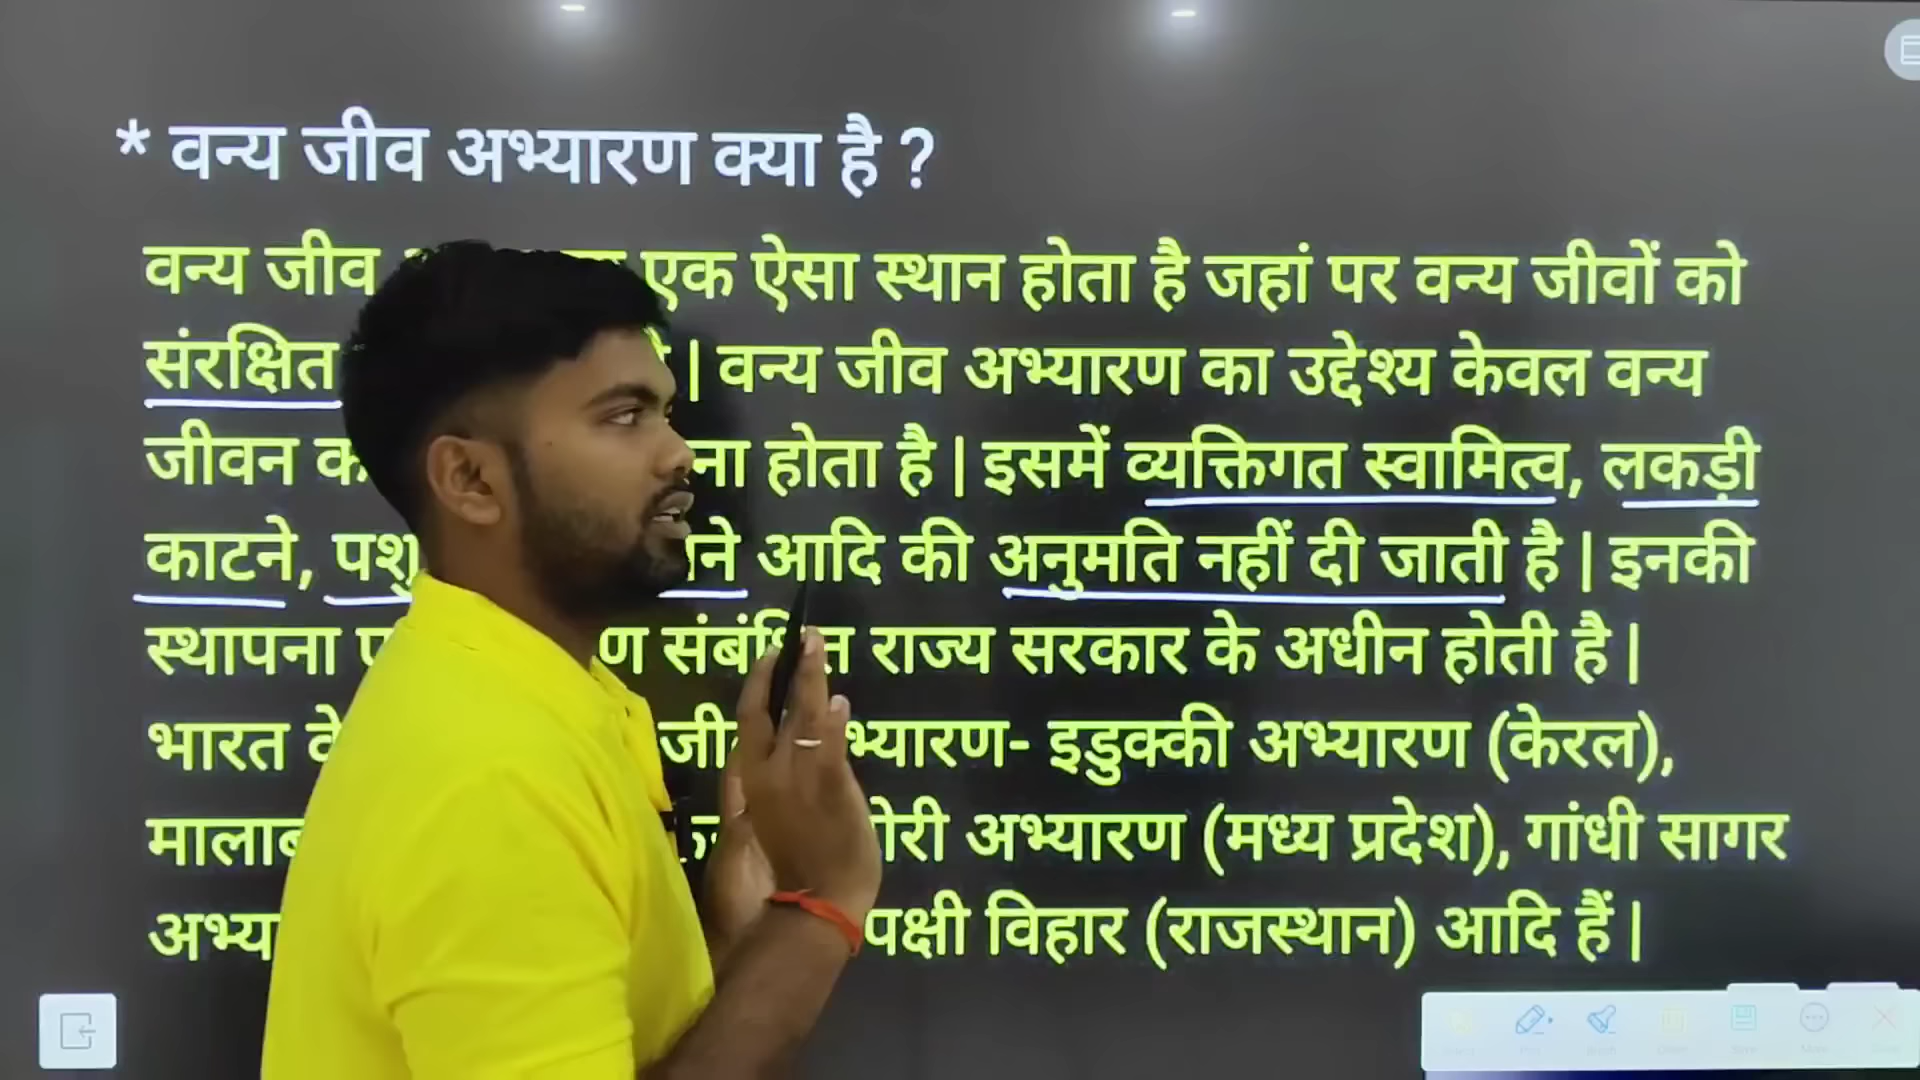 * वन्य जीव अभ्यारण क्या है ?
वन्य जीव एक ऐसा स्थान होता है जहां पर वन्य जीवों को
संरक्षित | वन्य जीव अभ्यारण का उद्देश्य केवल वन्य
जीवन होता है | इसमें व्यक्तिगत स्वामित्व, लकड़ी
काटने, आदि की अनुमति नहीं दी जाती है | इनकी
स्थापना संबंधित राज्य सरकार के अधीन होती है |
भारत इडुक्की अभ्यारण (केरल),
अभ्यारण (मध्य प्रदेश), गांधी सागर
पक्षी विहार (राजस्थान) आदि हैं |